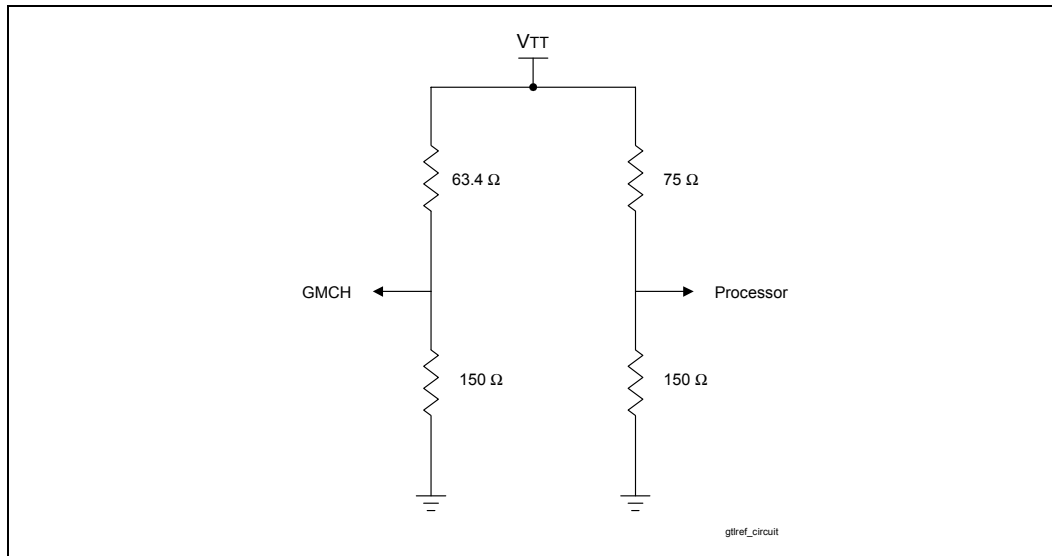 VTT
63.4 Ω
75 Ω
GMCH
Processor
150 Ω
150 Ω
gtlref_circuit